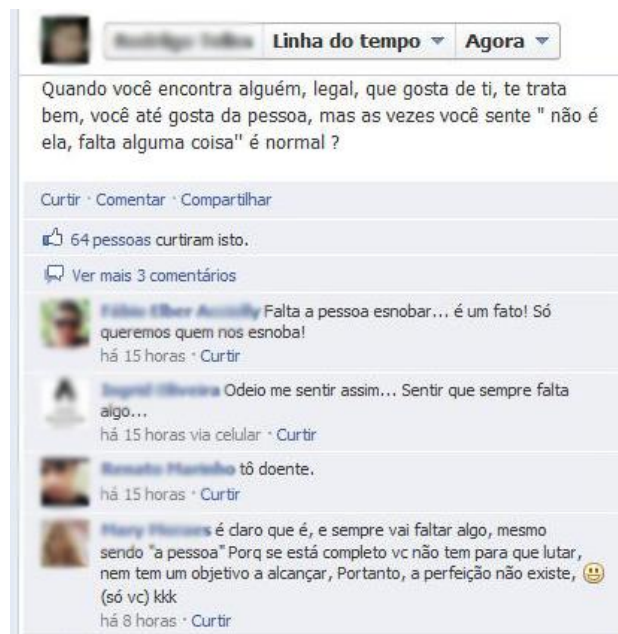 Linha do tempo Agora
Quando você encontra alguém, legal, que gosta de ti, te trata
bem, você até gosta da pessoa, mas as vezes você sente " não é
ela, falta alguma coisa" é normal ?
Curtir · Comentar · Compartilhar
64 pessoas curtiram isto.
Ver mais 3 comentários
Falta a pessoa esnobar... é um fato! Só
queremos quem nos esnoba!
há 15 horas · Curtir
Odeio me sentir assim... Sentir que sempre falta
algo...
há 15 horas via celular · Curtir
tô doente.
há 15 horas · Curtir
é claro que é, e sempre vai faltar algo, mesmo
sendo "a pessoa" Porq se está completo vc não tem para que lutar,
nem tem um objetivo a alcançar, Portanto, a perfeição não existe,
(só vc) kkk
há 8 horas · Curtir